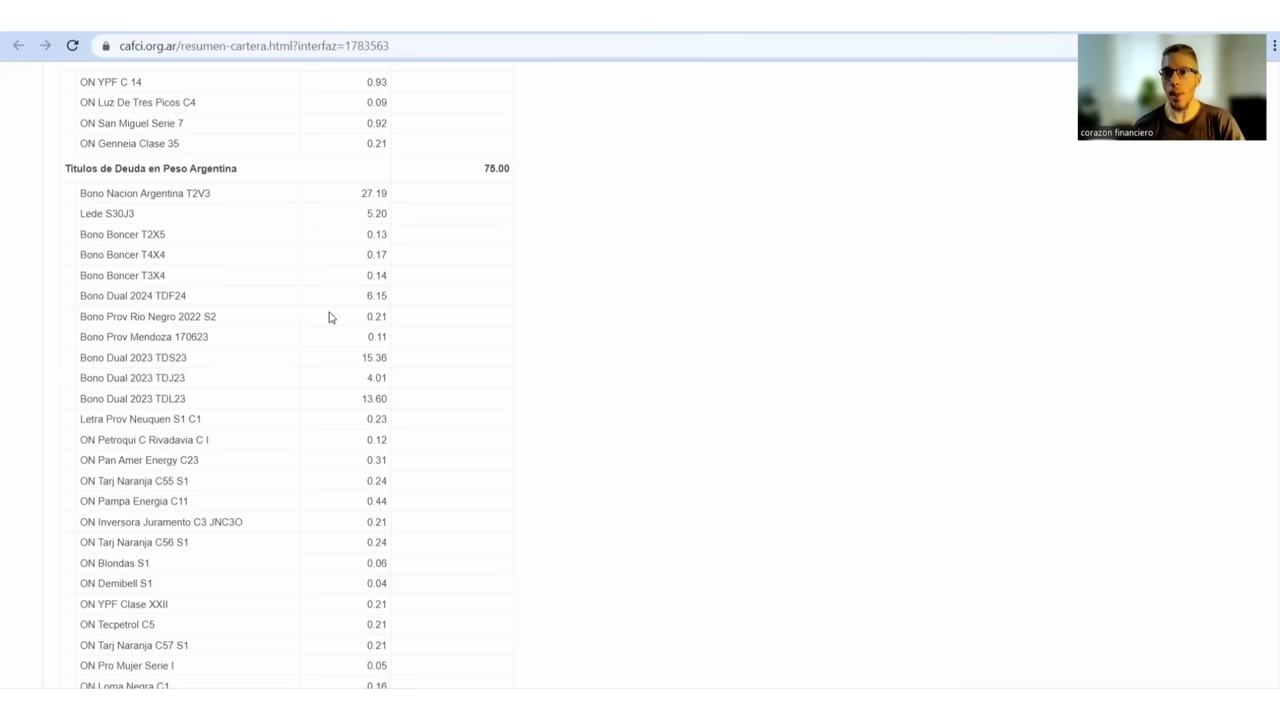 cafci.org.ar/resumen-cartera.html?interfaz=1783563
corazon financiero
ON YPF C 14 0.93
ON Luz De Tres Picos C4 0.09
ON San Miguel Serie 7 0.92
ON Genneia Clase 35 0.21
Titulos de Deuda en Peso Argentina 75.00
Bono Nacion Argentina T2V3 27.19
Lede S30J3 5.20
Bono Boncer T2X5 0.13
Bono Boncer T4X4 0.17
Bono Boncer T3X4 0.14
Bono Dual 2024 TDF24 6.15
Bono Prov Rio Negro 2022 S2 0.21
Bono Prov Mendoza 170623 0.11
Bono Dual 2023 TDS23 15.36
Bono Dual 2023 TDJ23 4.01
Bono Dual 2023 TDL23 13.60
Letra Prov Neuquen S1 C1 0.23
ON Petroqui C Rivadavia C I 0.12
ON Pan Amer Energy C23 0.31
ON Tarj Naranja C55 S1 0.24
ON Pampa Energia C11 0.44
ON Inversora Juramento C3 JNC3O 0.21
ON Tarj Naranja C56 S1 0.24
ON Blondas S1 0.06
ON Demibell S1 0.04
ON YPF Clase XXII 0.21
ON Tecpetrol C5 0.21
ON Tarj Naranja C57 S1 0.21
ON Pro Mujer Serie I 0.05
ON Loma Negra C1 0.16